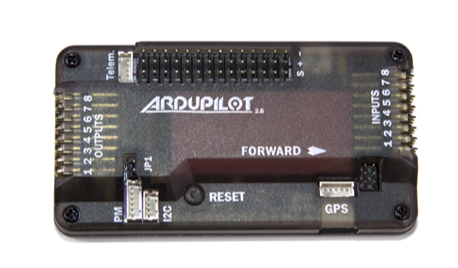 Telem.
S + -
ARDUPILOT 2.5
1 2 3 4 5 6 7 8
OUTPUTS
INPUTS
1 2 3 4 5 6 7 8
FORWARD
JP1
RESET
PM
I2C
GPS